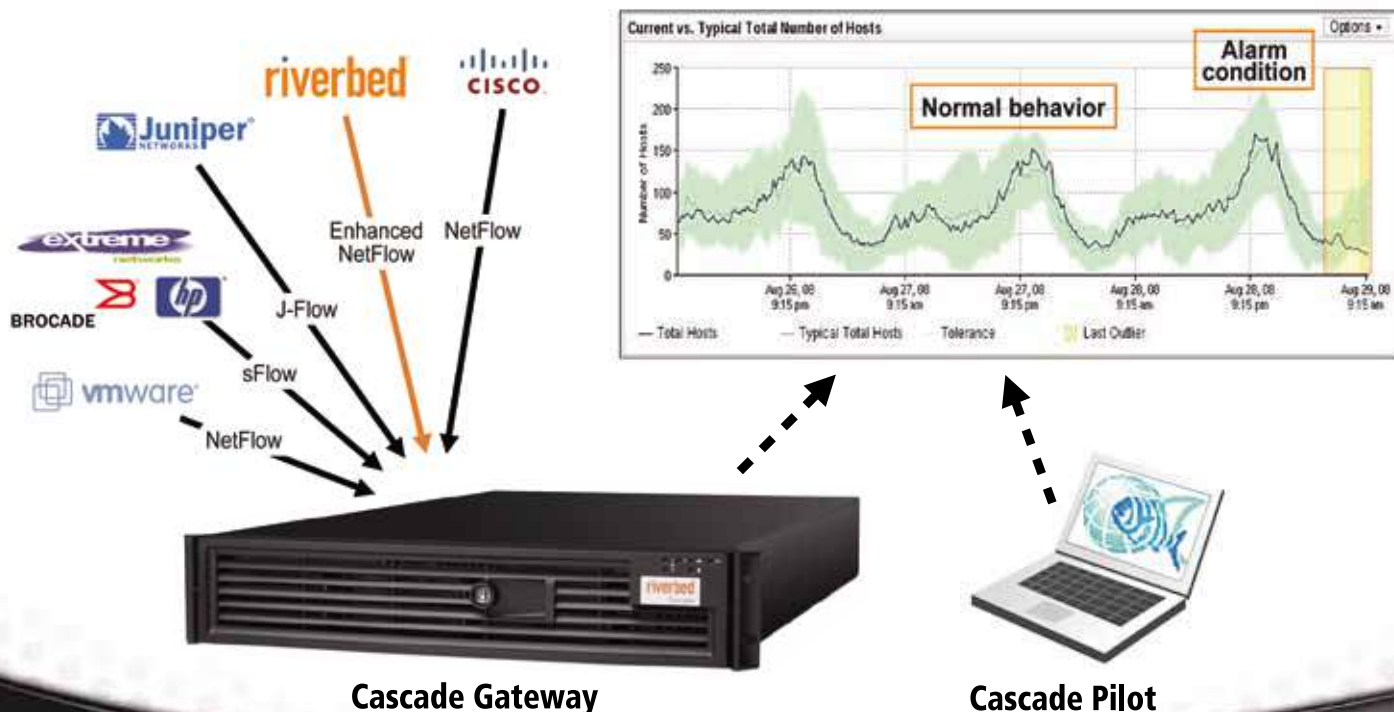 riverbed
CISCO
Juniper
NETWORKS
Enhanced
NetFlow
NetFlow
extreme
networks
BROCADE
hp
J-Flow
sFlow
vmware
NetFlow
Current vs. Typical Total Number of Hosts
Options
Alarm
condition
Normal behavior
Number of Hosts
250
200
150
100
50
0
Aug 26, 08
9:15 pm
Aug 27, 08
9:15 am
Aug 27, 08
9:15 pm
Aug 28, 08
9:15 am
Aug 28, 08
9:15 pm
Aug 29, 08
9:15 am
Total Hosts
Typical Total Hosts
Tolerance
Last Outlier
riverbed
Cascade Gateway
Cascade Pilot